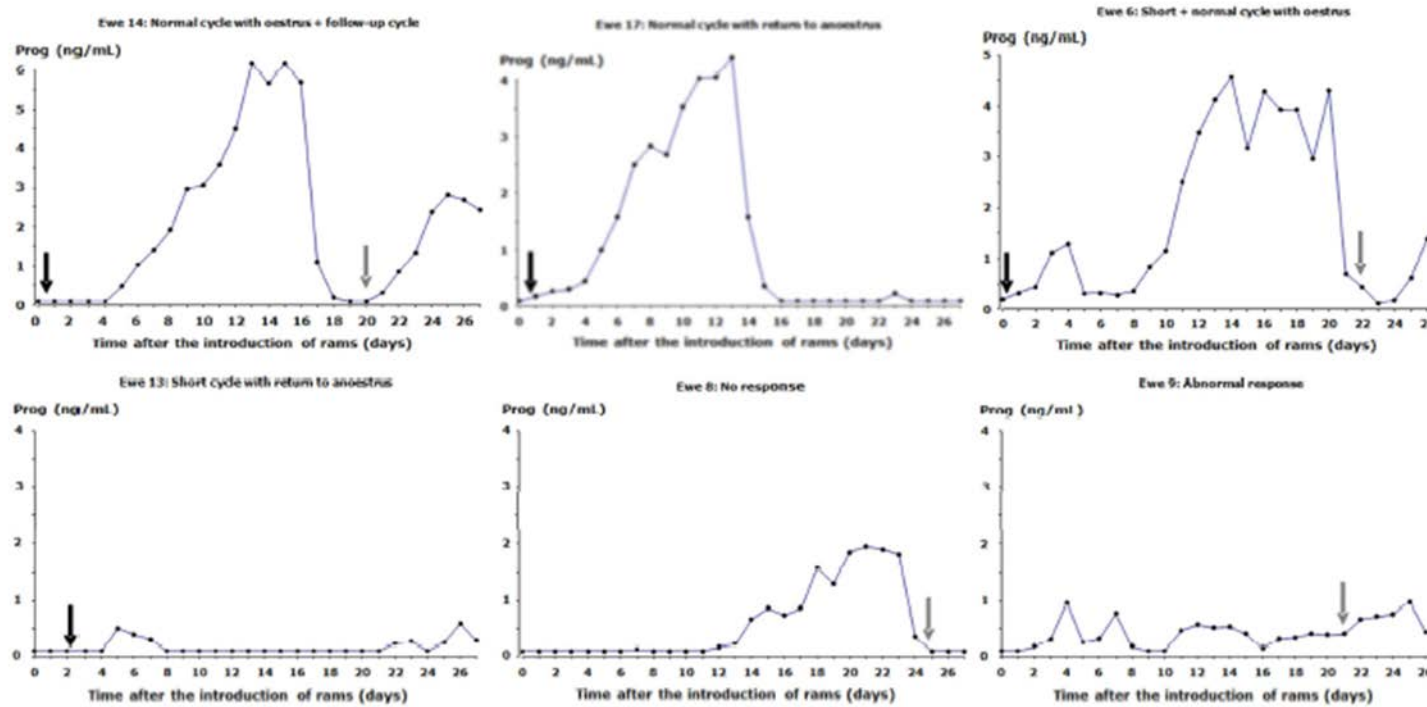 Ewe 14: Normal cycle with oestrus + follow-up cycle
Prog (ng/mL)
6
5
4
3
2
1
0
0 2 4 6 8 10 12 14 16 18 20 22 24 26
Time after the introduction of rams (days)
Ewe 17: Normal cycle with return to anoestrus
Prog (ng/mL)
4
3
2
1
0
0 2 4 6 8 10 12 14 16 18 20 22 24 26
Time after the introduction of rams (days)
Ewe 6: Short + normal cycle with oestrus
Prog (ng/mL)
5
4
3
2
1
0
0 2 4 6 8 10 12 14 16 18 20 22 24
Time after the introduction of rams (days)
Ewe 13: Short cycle with return to anoestrus
Prog (ng/mL)
4
3
2
1
0
0 2 4 6 8 10 12 14 16 18 20 22 24 26
Time after the introduction of rams (days)
Ewe 8: No response
Prog (ng/mL)
4
3
2
1
0
0 2 4 6 8 10 12 14 16 18 20 22 24 26
Time after the introduction of rams (days)
Ewe 9: Abnormal response
Prog (ng/mL)
4
3
2
1
0
0 2 4 6 8 10 12 14 16 18 20 22 24
Time after the introduction of rams (days)